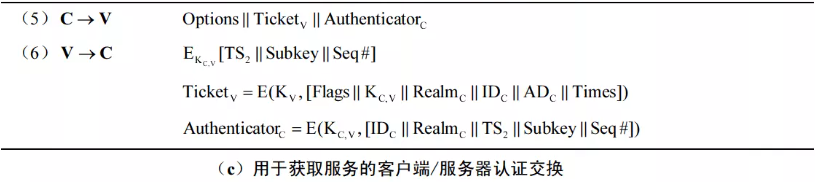 （5）C → V Options || Ticket_V || Authenticator_C
（6）V → C E_{K_{C,V}}[TS_2 || Subkey || Seq #]
Ticket_V = E(K_V, [Flags || K_{C,V} || Realm_C || ID_C || AD_C || Times])
Authenticator_C = E(K_{C,V}, [ID_C || Realm_C || TS_2 || Subkey || Seq #])
（c）用于获取服务的客户端/服务器认证交换